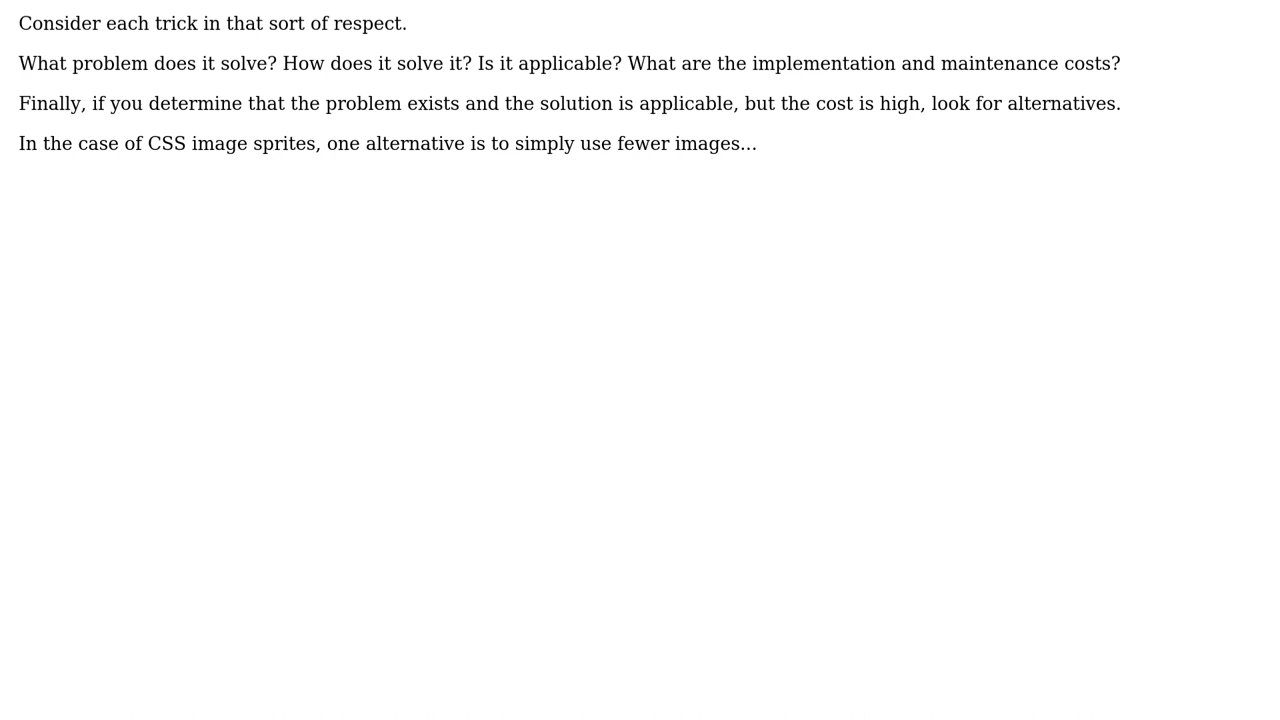 Consider each trick in that sort of respect.
What problem does it solve? How does it solve it? Is it applicable? What are the implementation and maintenance costs?
Finally, if you determine that the problem exists and the solution is applicable, but the cost is high, look for alternatives.
In the case of CSS image sprites, one alternative is to simply use fewer images...